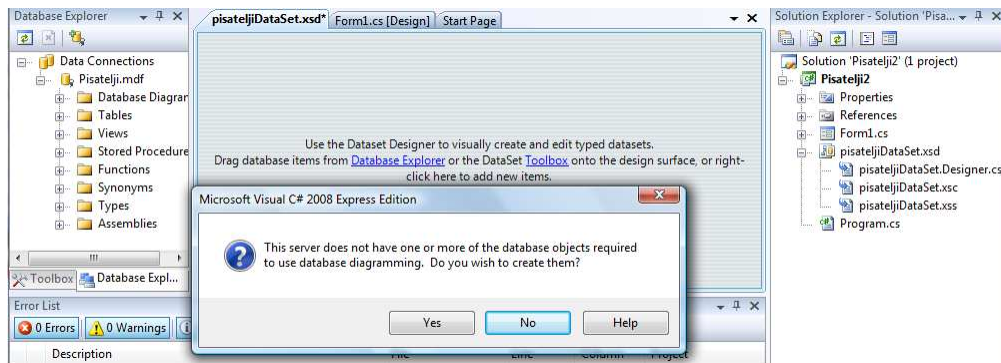 Database Explorer
Data Connections
Pisatelji.mdf
Database Diagrar
Tables
Views
Stored Procedure
Functions
Synonyms
Types
Assemblies
Toolbox
Database Expl...
pisateljiDataSet.xsd*
Form1.cs [Design]
Start Page
Use the Dataset Designer to visually create and edit typed datasets.
Drag database items from Database Explorer or the DataSet Toolbox onto the design surface, or right-
click here to add new items.
Microsoft Visual C# 2008 Express Edition
This server does not have one or more of the database objects required
to use database diagramming. Do you wish to create them?
Yes
No
Help
Error List
0 Errors
0 Warnings
Description
File
Line
Column
Project
Solution Explorer - Solution 'Pisa...
Solution 'Pisatelji2' (1 project)
Pisatelji2
Properties
References
Form1.cs
pisateljiDataSet.xsd
pisateljiDataSet.Designer.cs
pisateljiDataSet.xsc
pisateljiDataSet.xss
Program.cs